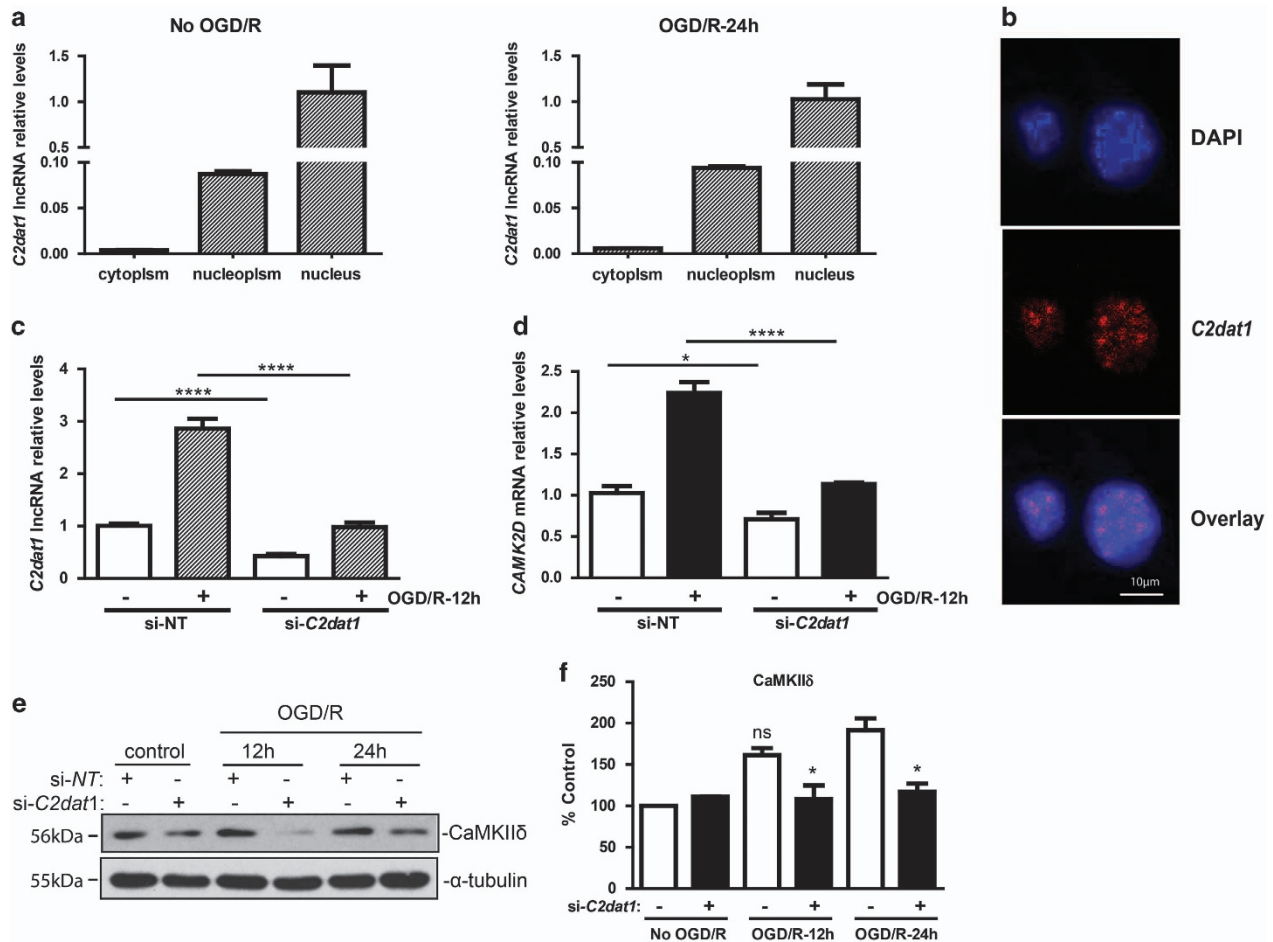 a
No OGD/R
C2dat1 lncRNA relative levels
1.5
1.0
0.5
0.10
0.05
0.00
cytoplsm nucleoplsm nucleus
OGD/R-24h
C2dat1 lncRNA relative levels
1.5
1.0
0.5
0.10
0.05
0.00
cytoplsm nucleoplsm nucleus
b
DAPI
C2dat1
Overlay
10μm
c
C2dat1 lncRNA relative levels
4
3
2
1
0
****
****
- + - + OGD/R-12h
si-NT si-C2dat1
d
CAMK2D mRNA relative levels
2.5
2.0
1.5
1.0
0.5
0.0
****
*
- + - + OGD/R-12h
si-NT si-C2dat1
e
OGD/R
control 12h 24h
si-NT: + - + - + -
si-C2dat1: - + - + - +
56kDa – -CaMKIIδ
55kDa – -α-tubulin
f
CaMKIIδ
% Control
250
200
150
100
50
0
ns
*
*
si-C2dat1: - + - + - +
No OGD/R OGD/R-12h OGD/R-24h